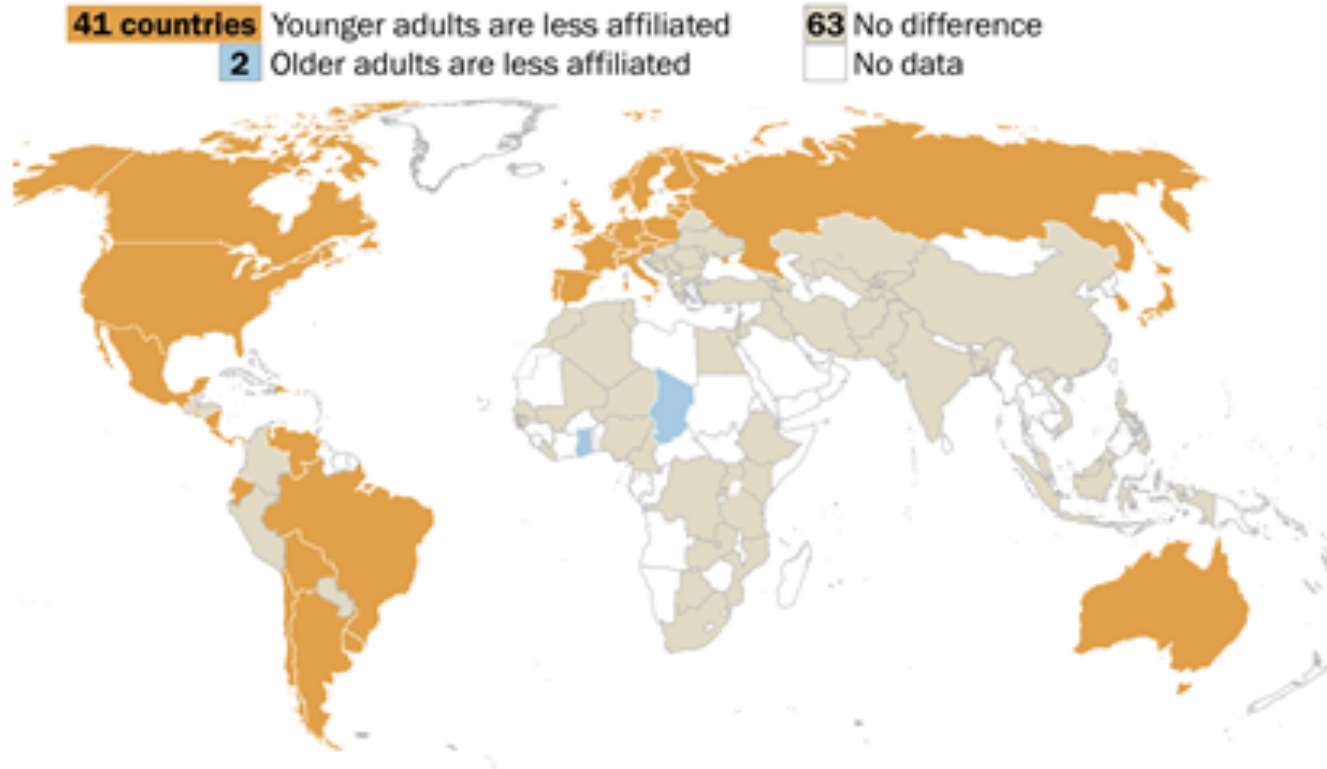 41 countries Younger adults are less affiliated
2 Older adults are less affiliated
63 No difference
No data